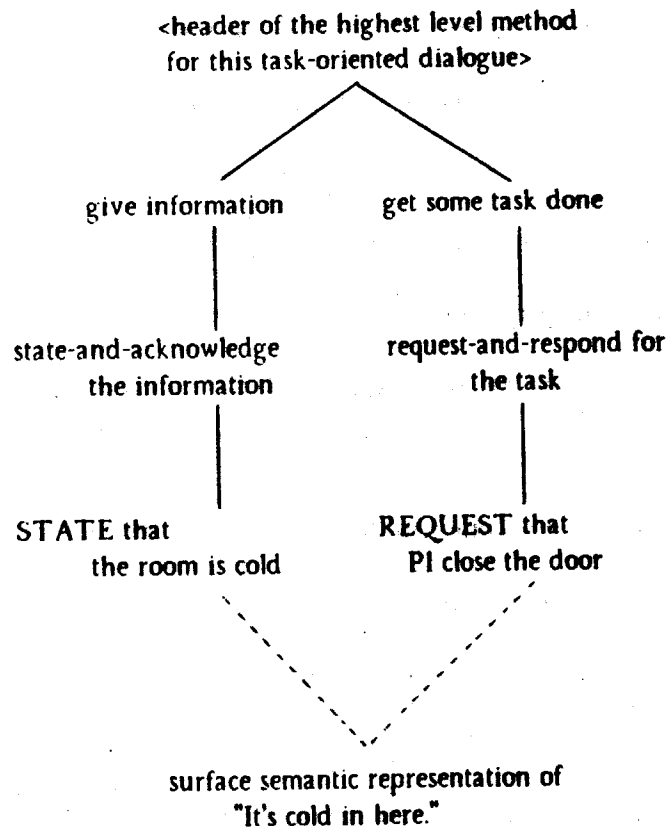 <header of the highest level method
for this task-oriented dialogue>
give information
get some task done
state-and-acknowledge
the information
request-and-respond for
the task
STATE that
the room is cold
REQUEST that
P1 close the door
surface semantic representation of
"It's cold in here."